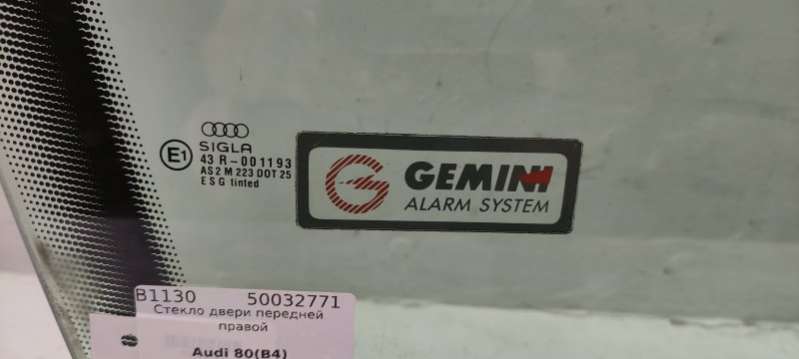 SIGLA
E1
43 R-001193
AS2 M 223 DOT 25
ESG tinted
GEMINI
ALARM SYSTEM
B1130 50032771
Стекло двери передней
правой
Audi 80(B4)